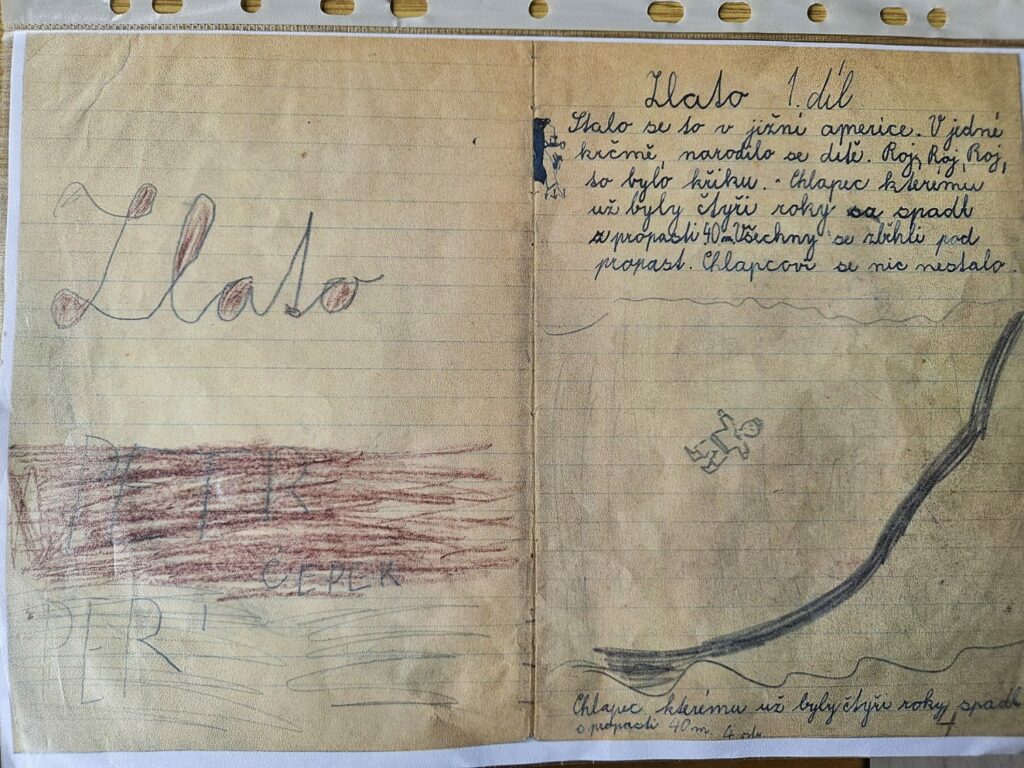 Zlato
ČEPEK
PER
Zlato 1. díl
Stalo se to v jižní americe. V jedné
krčmě, narodilo se dítě. Roj, Roj, Roj,
to bylo křiku. - Chlapec kterému
už byly čtyři roky spadl
z propasti 40 m Všechny se zběhli pod
propast. Chlapcovi se nic nestalo.
Chlapec kterému už byly čtyři roky spadl
s propasti 40 m.